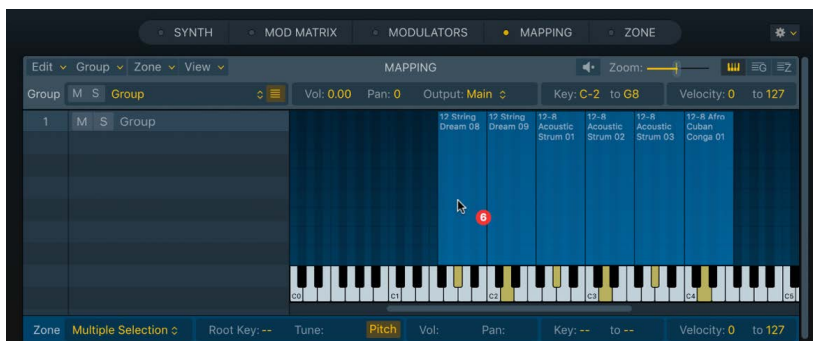 SYNTH MOD MATRIX MODULATORS MAPPING ZONE
Edit Group Zone View MAPPING Zoom: G Z
Group M S Group Vol: 0.00 Pan: 0 Output: Main Key: C-2 to G8 Velocity: 0 to 127
1 M S Group
12 String Dream 08
12 String Dream 09
12-8 Acoustic Strum 01
12-8 Acoustic Strum 02
12-8 Acoustic Strum 03
12-8 Afro Cuban Conga 01
6
C0 C1 C2 C3 C4 C5
Zone Multiple Selection Root Key: -- Tune: Pitch Vol: Pan: Key: -- to -- Velocity: 0 to 127